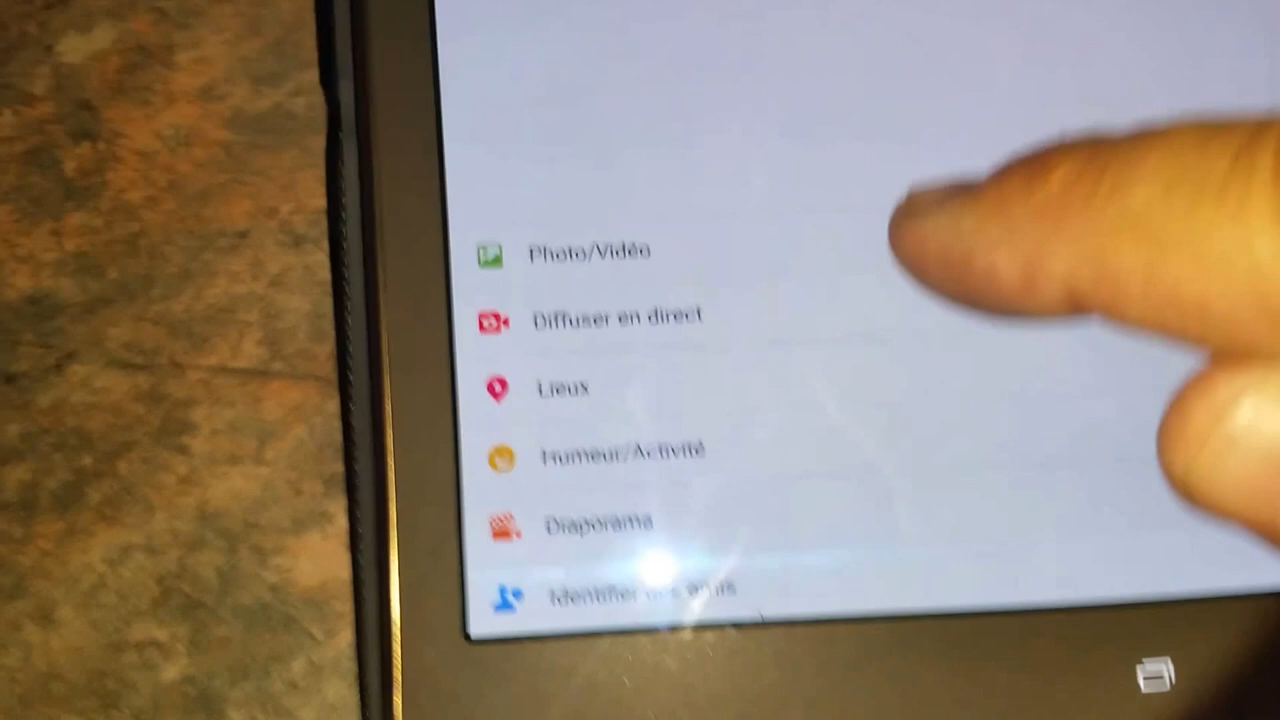 Photo/Vidéo
Diffuser en direct
Lieux
Humeur/Activité
Diaporama
Identifier des amis